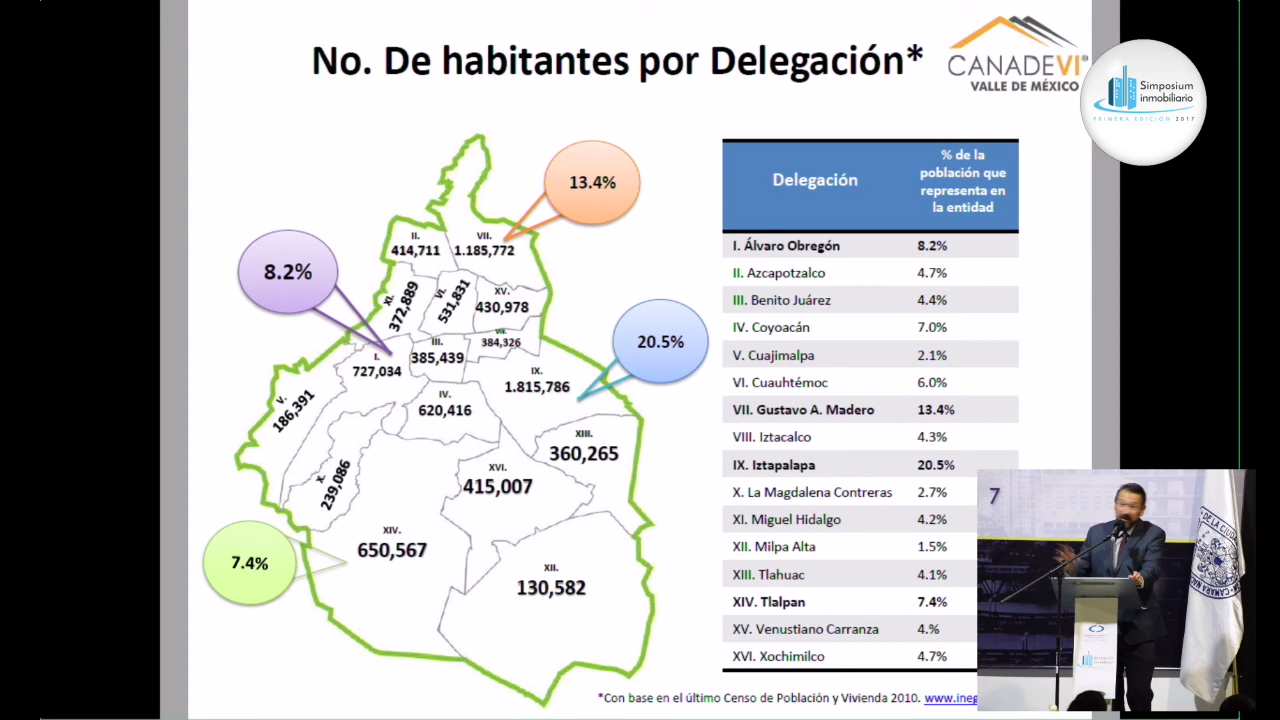 No. De habitantes por Delegación*
CANADEVI®
VALLE DE MÉXICO
Simposium
inmobiliario
PRIMERA EDICIÓN 2017
13.4%
8.2%
20.5%
7.4%
II.
414,711
VII.
1.185,772
XI.
372,889
VI.
531,831
XV.
430,978
VIII.
384,326
III.
385,439
I.
727,034
IX.
1.815,786
V.
186,391
IV.
620,416
XIII.
360,265
X.
239,086
XVI.
415,007
XIV.
650,567
XII.
130,582
Delegación
% de la
población que
representa en
la entidad
I. Álvaro Obregón 8.2%
II. Azcapotzalco 4.7%
III. Benito Juárez 4.4%
IV. Coyoacán 7.0%
V. Cuajimalpa 2.1%
VI. Cuauhtémoc 6.0%
VII. Gustavo A. Madero 13.4%
VIII. Iztacalco 4.3%
IX. Iztapalapa 20.5%
X. La Magdalena Contreras 2.7%
XI. Miguel Hidalgo 4.2%
XII. Milpa Alta 1.5%
XIII. Tlahuac 4.1%
XIV. Tlalpan 7.4%
XV. Venustiano Carranza 4.%
XVI. Xochimilco 4.7%
*Con base en el último Censo de Población y Vivienda 2010. www.ineg
7
DE LA CIUD
Simposium